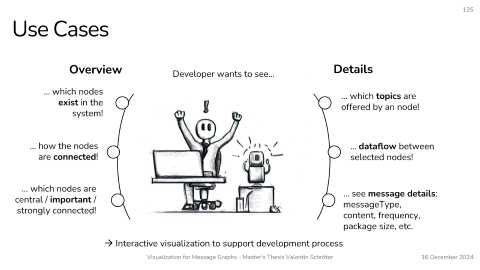 135
Use Cases
Overview
Developer wants to see...
Details
... which nodes
exist in the
system!
... how the nodes
are connected!
... which nodes are
central / important /
strongly connected!
!
... which topics are
offered by an node!
... dataflow between
selected nodes!
... see message details:
messageType,
content, frequency,
package size, etc.
→ Interactive visualization to support development process
Visualization for Message Graphs - Master's Thesis Valentin Schröter
16 December 2024